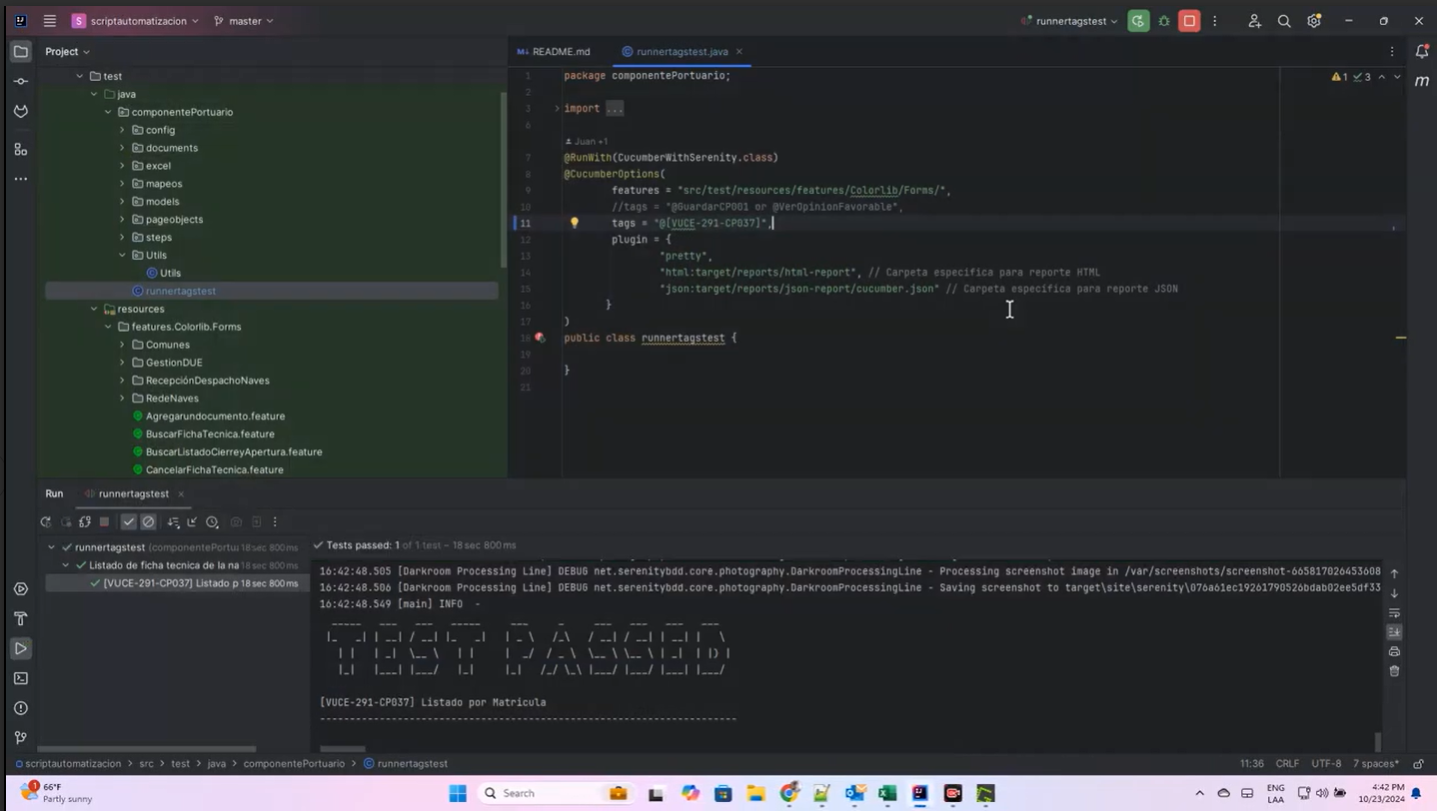 S scriptautomatizacion
master
runnertagstest
Project
README.md
runnertagstest.java
test
java
componentePortuario
config
documents
excel
mapeos
models
pageobjects
steps
Utils
Utils
runnertagstest
resources
features.Colorlib.Forms
Comunes
GestionDUE
RecepciónDespachoNaves
RedeNaves
Agregarundocumento.feature
BuscarFichaTecnica.feature
BuscarListadoCierreyApertura.feature
CancelarFichaTecnica.feature
1 3
1 package componentePortuario;
2
3 import ...
6
Juan +1
7 @RunWith(CucumberWithSerenity.class)
8 @CucumberOptions(
9 features = "src/test/resources/features/Colorlib/Forms/",
10 //tags = "@GuardarCP001 or @VerOpinionFavorable",
11 tags = "@[VUCE-291-CP037]",
12 plugin = {
13 "pretty",
14 "html:target/reports/html-report", // Carpeta específica para reporte HTML
15 "json:target/reports/json-report/cucumber.json" // Carpeta específica para reporte JSON
16 }
17 )
18 public class runnertagstest {
19
20 }
21
m
Run
runnertagstest
runnertagstest (componentePortu 18 sec 800 ms
Listado de ficha tecnica de la na 18 sec 800 ms
[VUCE-291-CP037] Listado p 18 sec 800 ms
Tests passed: 1 of 1 test – 18 sec 800 ms
16:42:48.505 [Darkroom Processing Line] DEBUG net.serenitybdd.core.photography.DarkroomProcessingLine - Processing screenshot image in /var/screenshots/screenshot-665817026453608
16:42:48.506 [Darkroom Processing Line] DEBUG net.serenitybdd.core.photography.DarkroomProcessingLine - Saving screenshot to target\site\serenity\076a61ec19261790526bdab02ee5df33
16:42:48.549 [main] INFO -
TEST PASSED
[VUCE-291-CP037] Listado por Matricula
scriptautomatizacion > src > test > java > componentePortuario > runnertagstest
11:36 CRLF UTF-8 7 spaces*
1
66°F
Partly sunny
Search
ENG
LAA
4:42 PM
10/23/2024